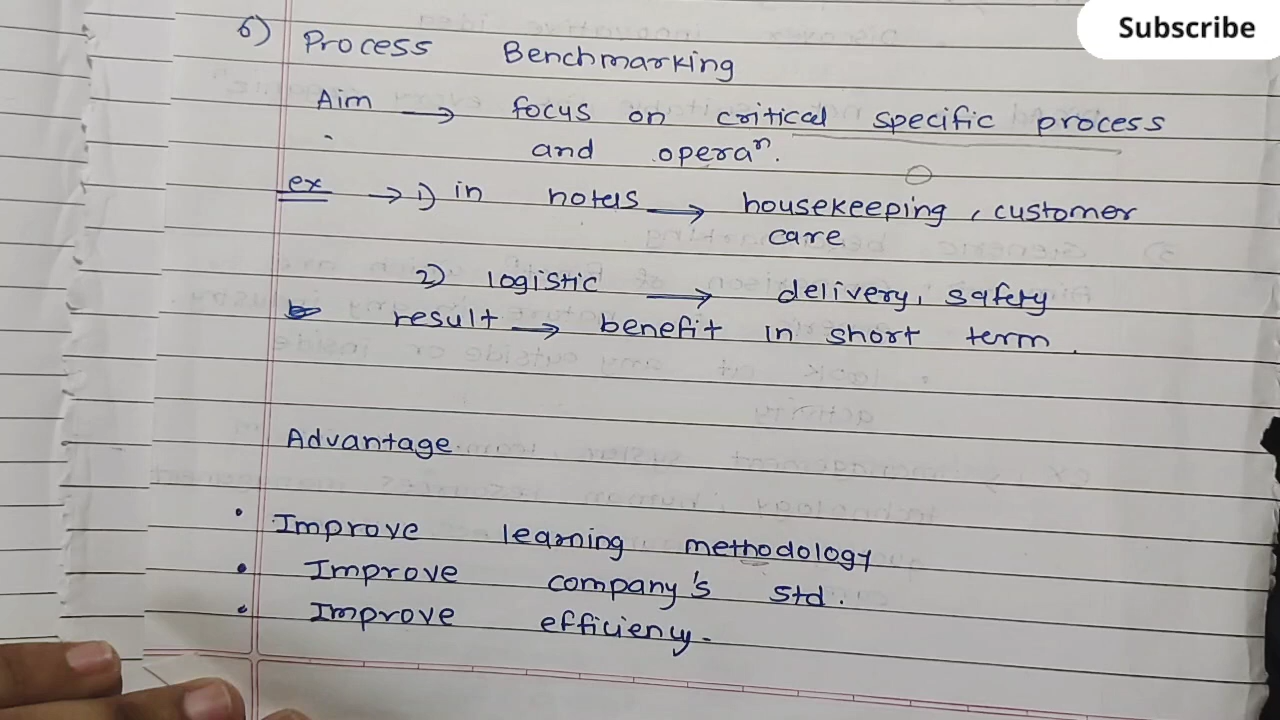 Subscribe
6) Process Benchmarking
Aim → focus on critical specific process
and operaⁿ.
ex → 1) in hotels → housekeeping, customer
care
2) logistic → delivery, safety
result → benefit in short term.
Advantage.
• Improve learning methodology
• Improve company's std.
• Improve efficiency.